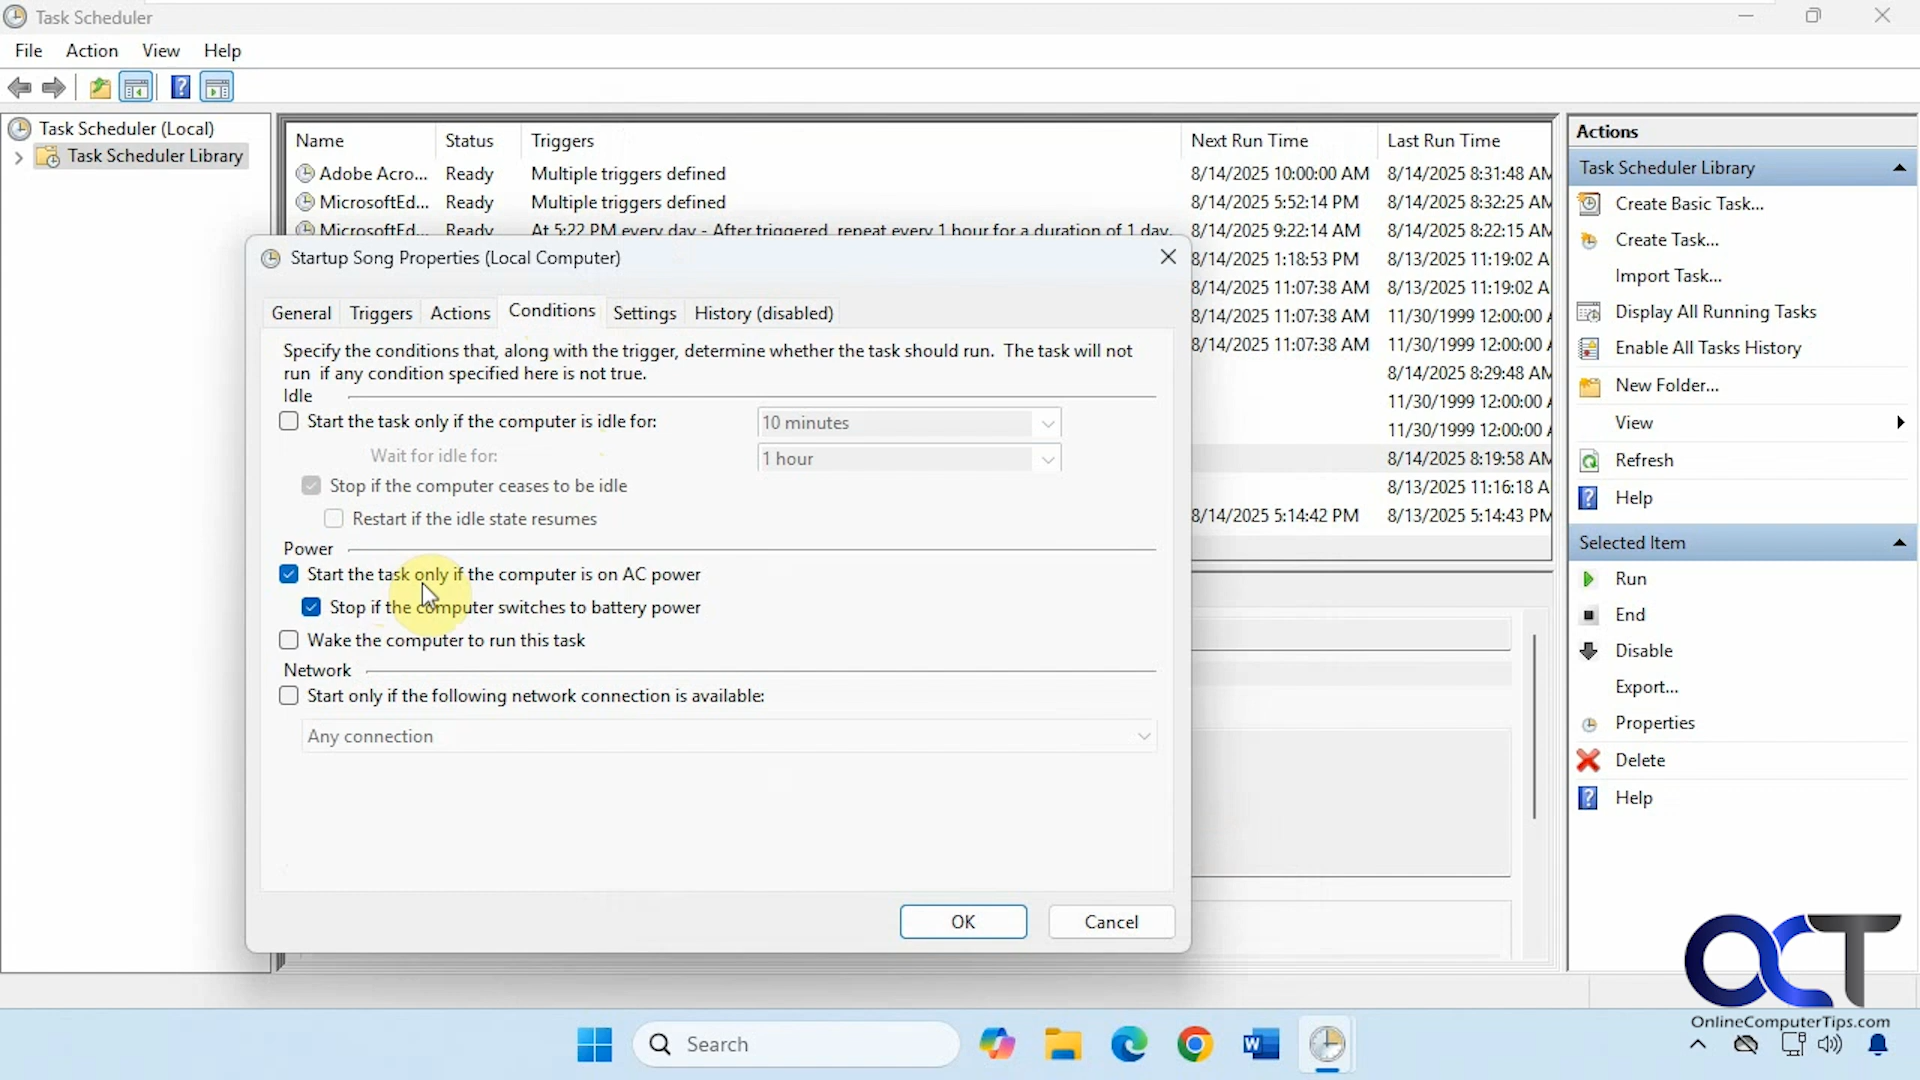 Task Scheduler
File Action View Help
Task Scheduler (Local)
Task Scheduler Library
Name Status Triggers Next Run Time Last Run Time
Adobe Acro... Ready Multiple triggers defined 8/14/2025 10:00:00 AM 8/14/2025 8:31:48 AM
MicrosoftEd... Ready Multiple triggers defined 8/14/2025 5:52:14 PM 8/14/2025 8:32:25 AM
MicrosoftEd... Ready At 5:22 PM every day - After triggered, repeat every 1 hour for a duration of 1 day. 8/14/2025 9:22:14 AM 8/14/2025 8:22:15 AM
8/14/2025 1:18:53 PM 8/13/2025 11:19:02 A
8/14/2025 11:07:38 AM 8/13/2025 11:19:02 A
8/14/2025 11:07:38 AM 11/30/1999 12:00:00
8/14/2025 11:07:38 AM 11/30/1999 12:00:00
8/14/2025 8:29:48 AM
11/30/1999 12:00:00
11/30/1999 12:00:00
8/14/2025 8:19:58 AM
8/13/2025 11:16:18 A
8/14/2025 5:14:42 PM 8/13/2025 5:14:43 PM
Startup Song Properties (Local Computer)
General Triggers Actions Conditions Settings History (disabled)
Specify the conditions that, along with the trigger, determine whether the task should run. The task will not
run if any condition specified here is not true.
Idle
Start the task only if the computer is idle for: 10 minutes
Wait for idle for: 1 hour
Stop if the computer ceases to be idle
Restart if the idle state resumes
Power
Start the task only if the computer is on AC power
Stop if the computer switches to battery power
Wake the computer to run this task
Network
Start only if the following network connection is available:
Any connection
OK Cancel
Actions
Task Scheduler Library
Create Basic Task...
Create Task...
Import Task...
Display All Running Tasks
Enable All Tasks History
New Folder...
View
Refresh
Help
Selected Item
Run
End
Disable
Export...
Properties
Delete
Help
OCT
OnlineComputerTips.com
Search